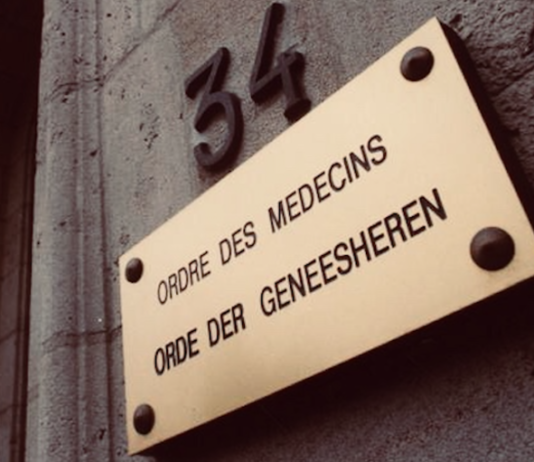 34
ORDRE DES MEDECINS
ORDE DER GENEESHEREN